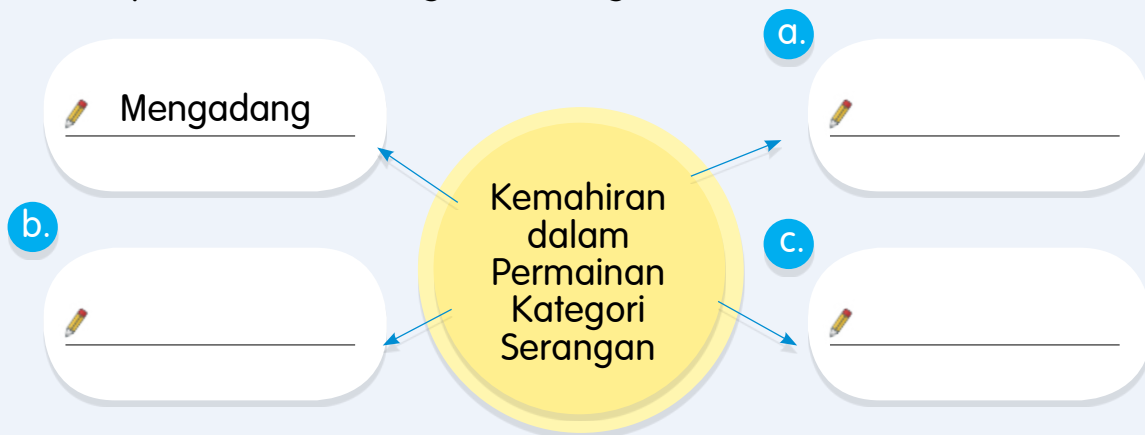 Mengadang
a.
b.
Kemahiran
dalam
Permainan
Kategori
Serangan
c.